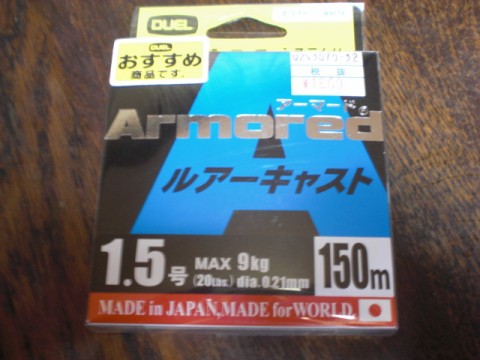 DUEL
DUEL
おすすめ
商品です。
税抜
アーマード®
Armored
ルアーキャスト
1.5号
MAX 9kg
(20Lbs.) dia.0.21mm
150m
MADE in JAPAN, MADE for WORLD.